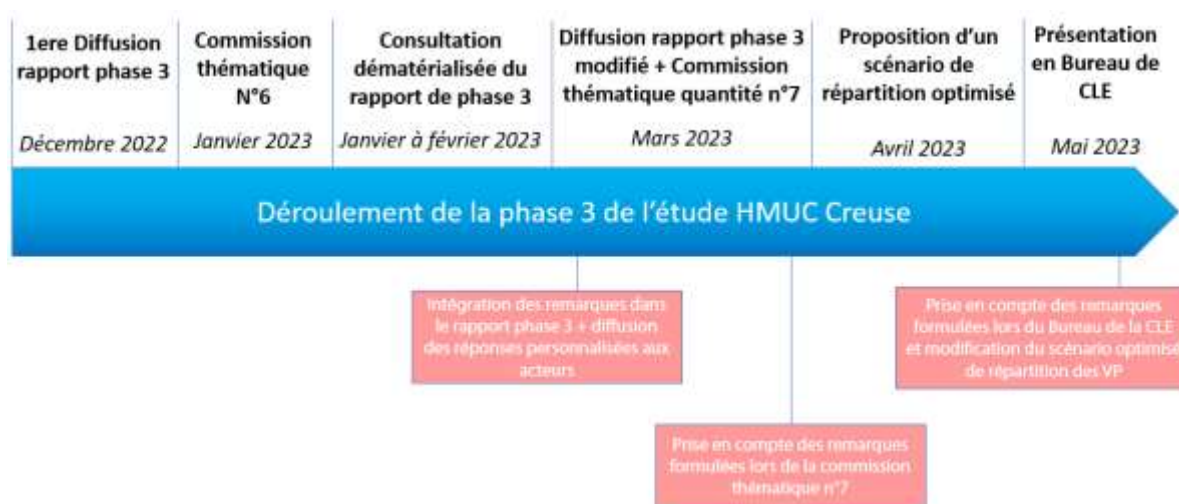 1ere Diffusion
rapport phase 3
Décembre 2022
Commission
thématique
N°6
Janvier 2023
Consultation
dématérialisée du
rapport de phase 3
Janvier à février 2023
Diffusion rapport phase 3
modifié + Commission
thématique quantité n°7
Mars 2023
Proposition d'un
scénario de
répartition optimisé
Avril 2023
Présentation
en Bureau de
CLE
Mai 2023
Déroulement de la phase 3 de l'étude HMUC Creuse
Intégration des remarques dans
le rapport phase 3 + diffusion
des réponses personnalisées aux
acteurs
Prise en compte des remarques
formulées lors de la commission
thématique n°7
Prise en compte des remarques
formulées lors du Bureau de la CLE
et modification du scénario optimisé
de répartition des VP